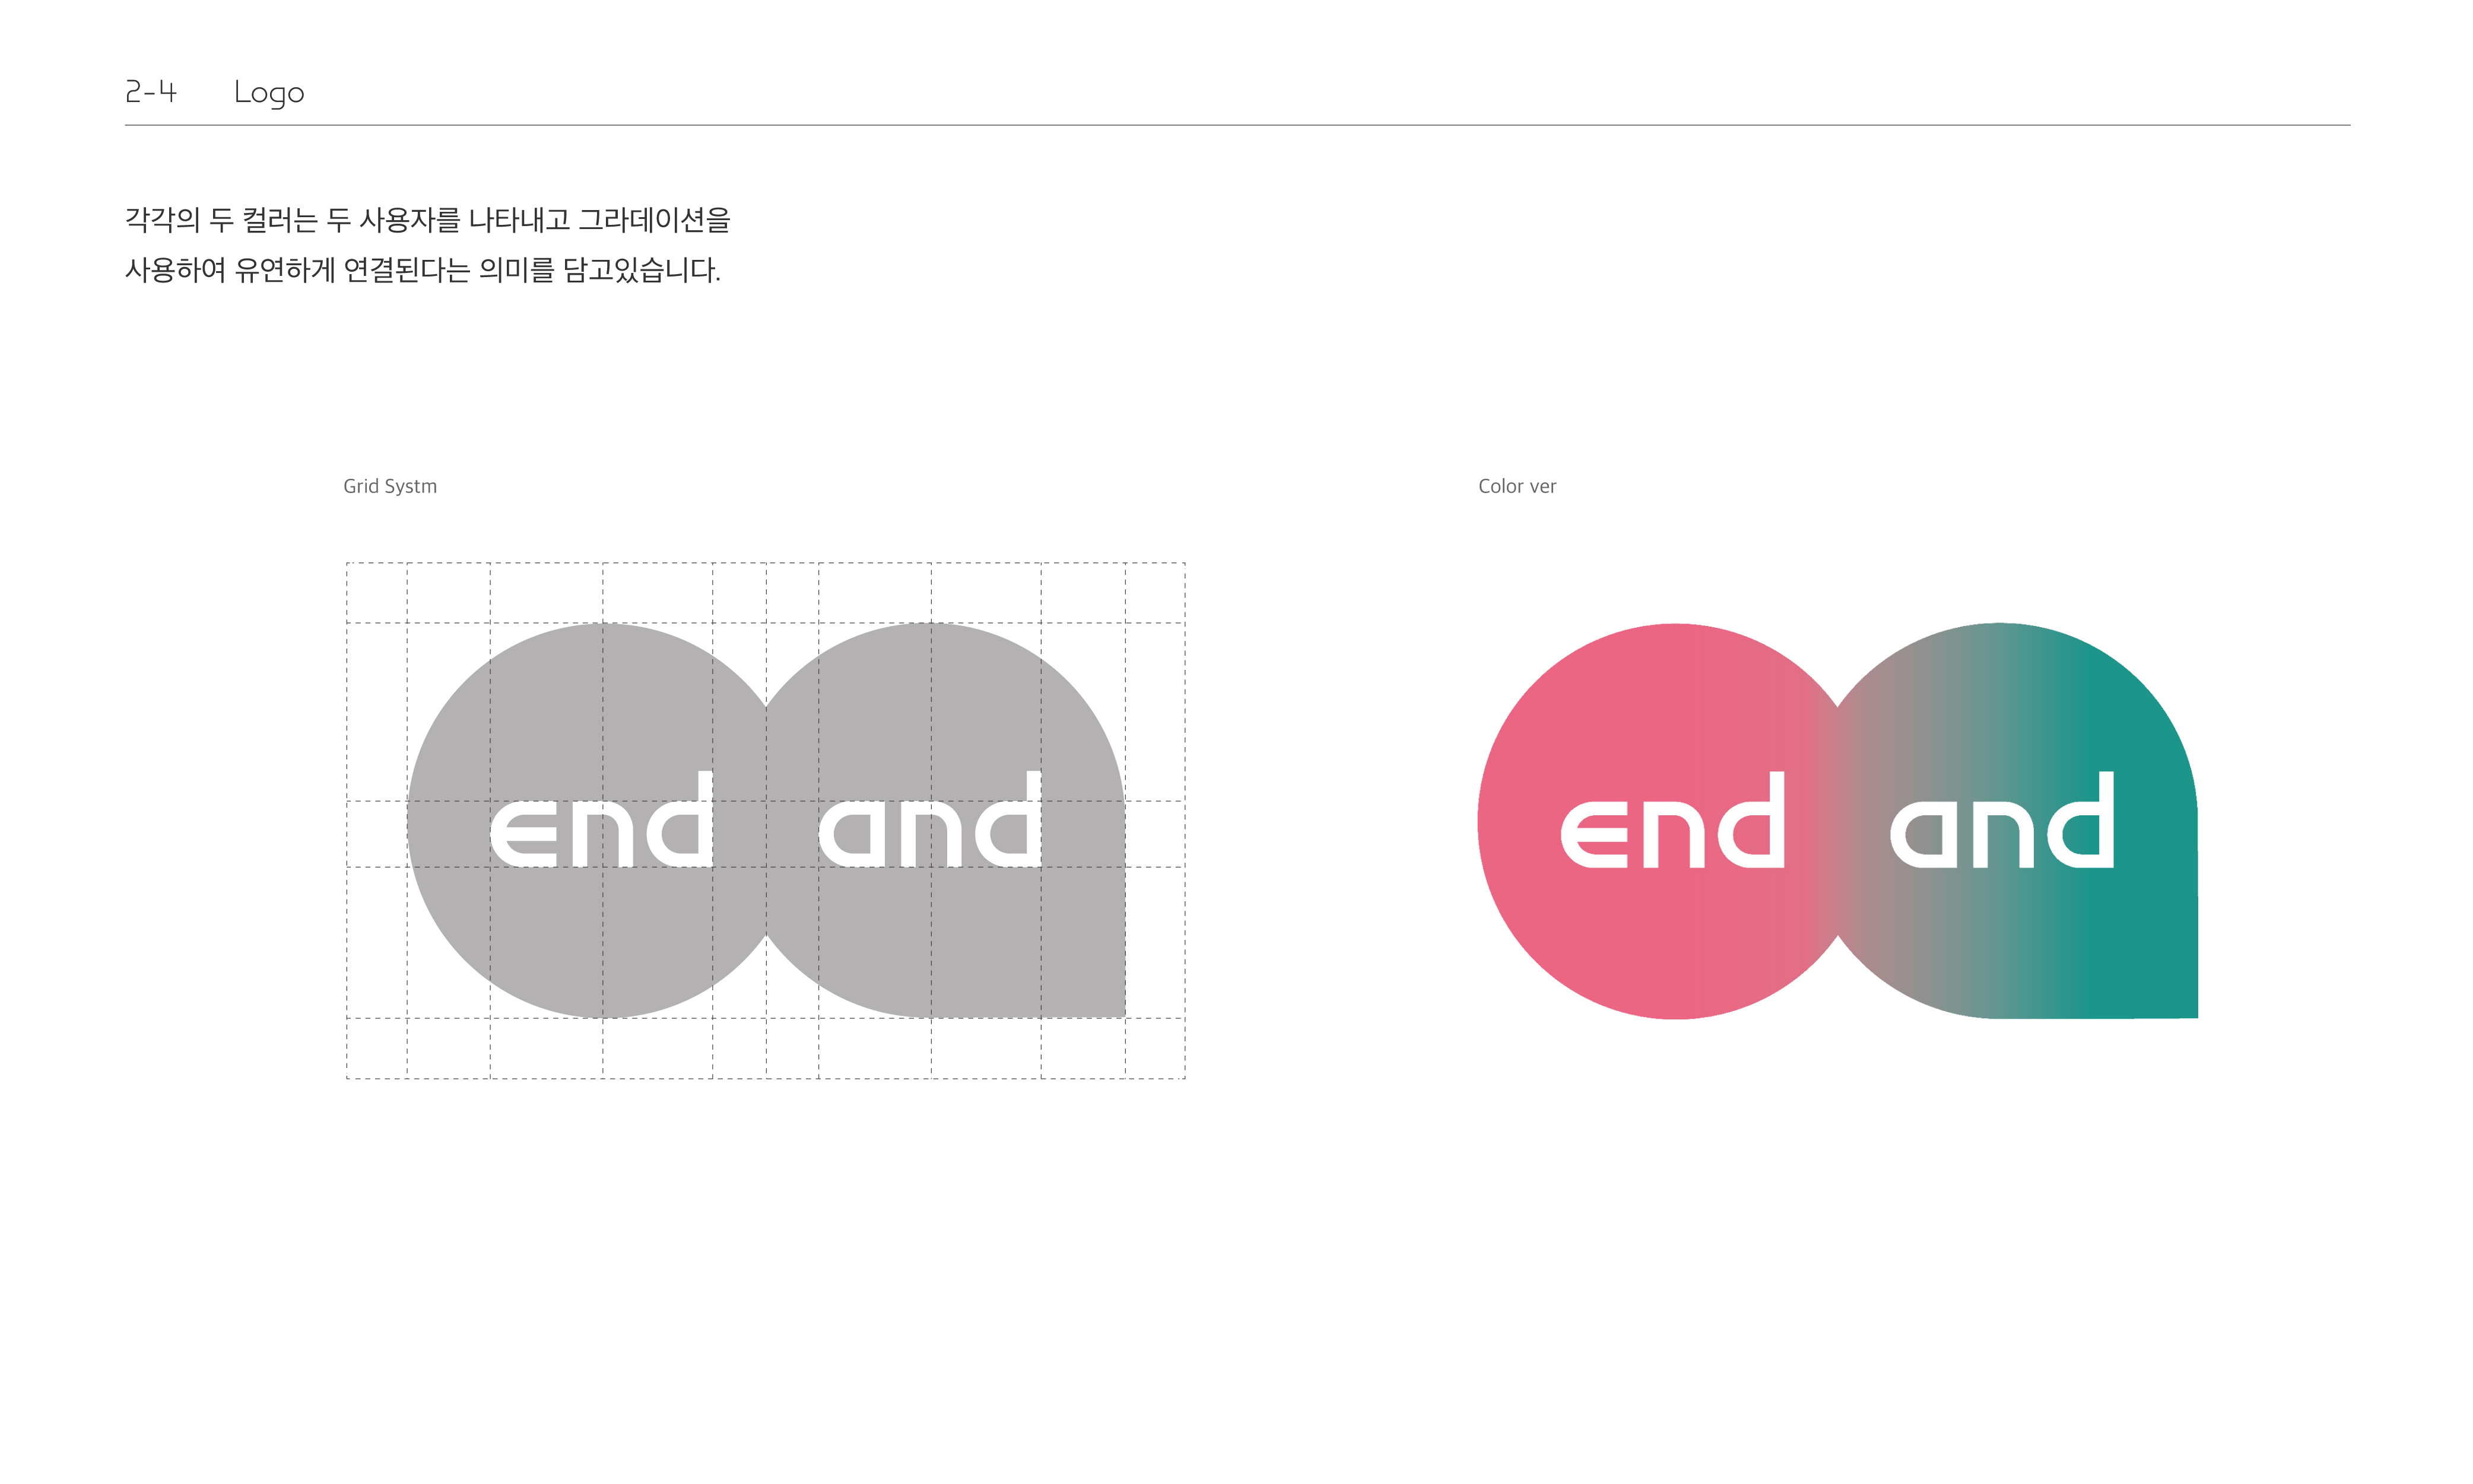 2-4 Logo
각각의 두 컬러는 두 사용자를 나타내고 그라데이션을
사용하여 유연하게 연결된다는 의미를 담고있습니다.
Grid Systm
Color ver
end and
end and